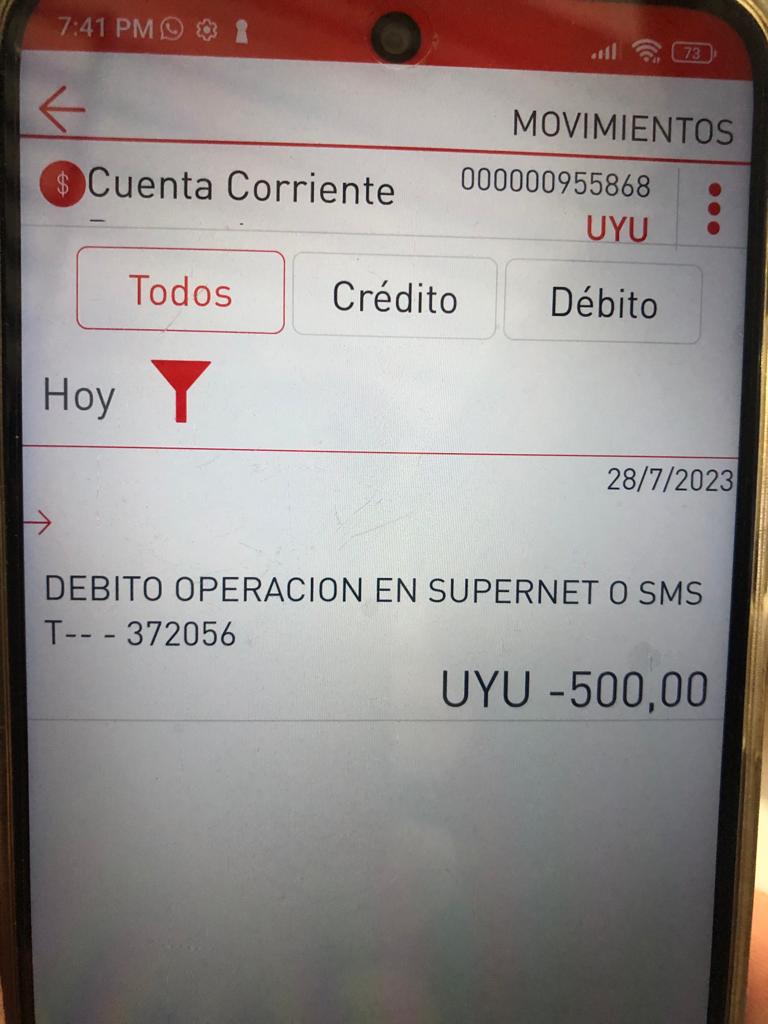 7:41 PM
73
MOVIMIENTOS
$ Cuenta Corriente 000000955868
UYU
Todos Crédito Débito
Hoy
28/7/2023
DEBITO OPERACION EN SUPERNET O SMS
T-- - 372056
UYU -500,00